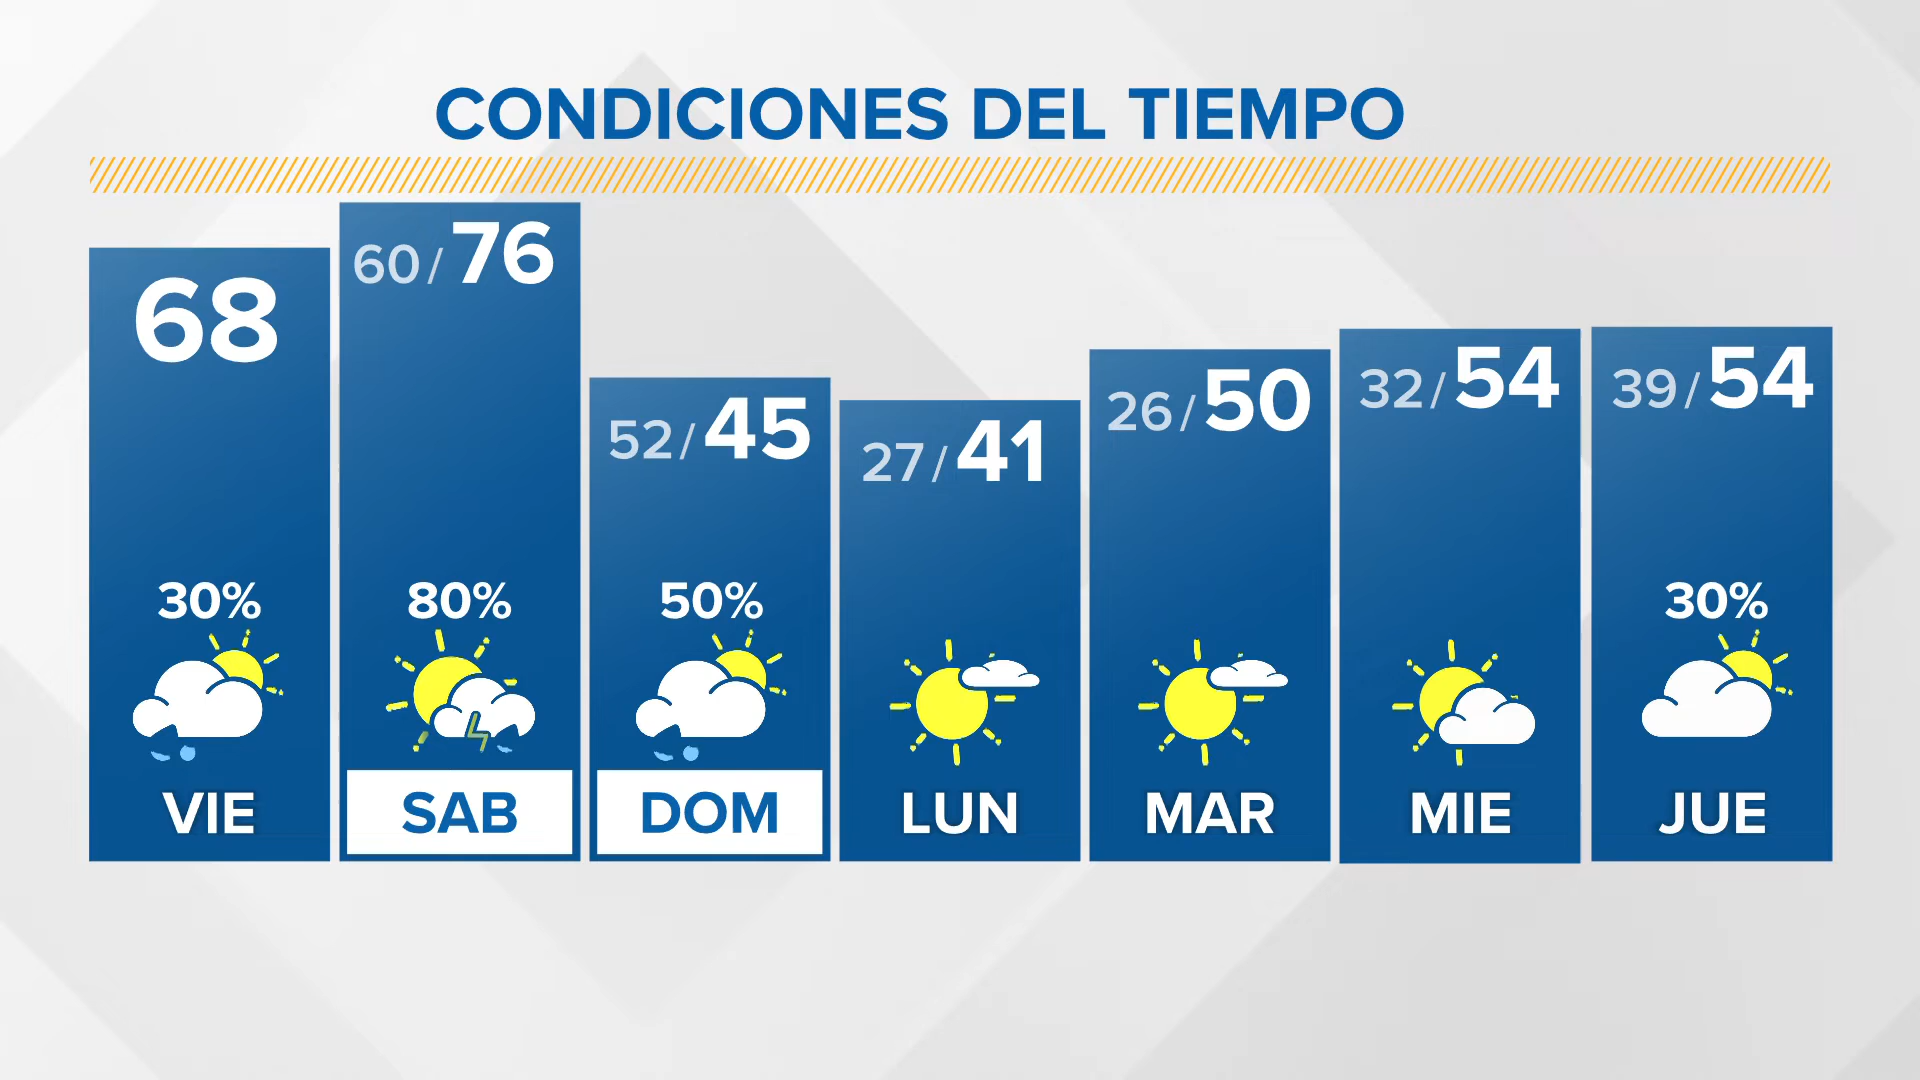 CONDICIONES DEL TIEMPO
68
30%
VIE
60/76
80%
SAB
52/45
50%
DOM
27/41
LUN
26/50
MAR
32/54
MIE
39/54
30%
JUE